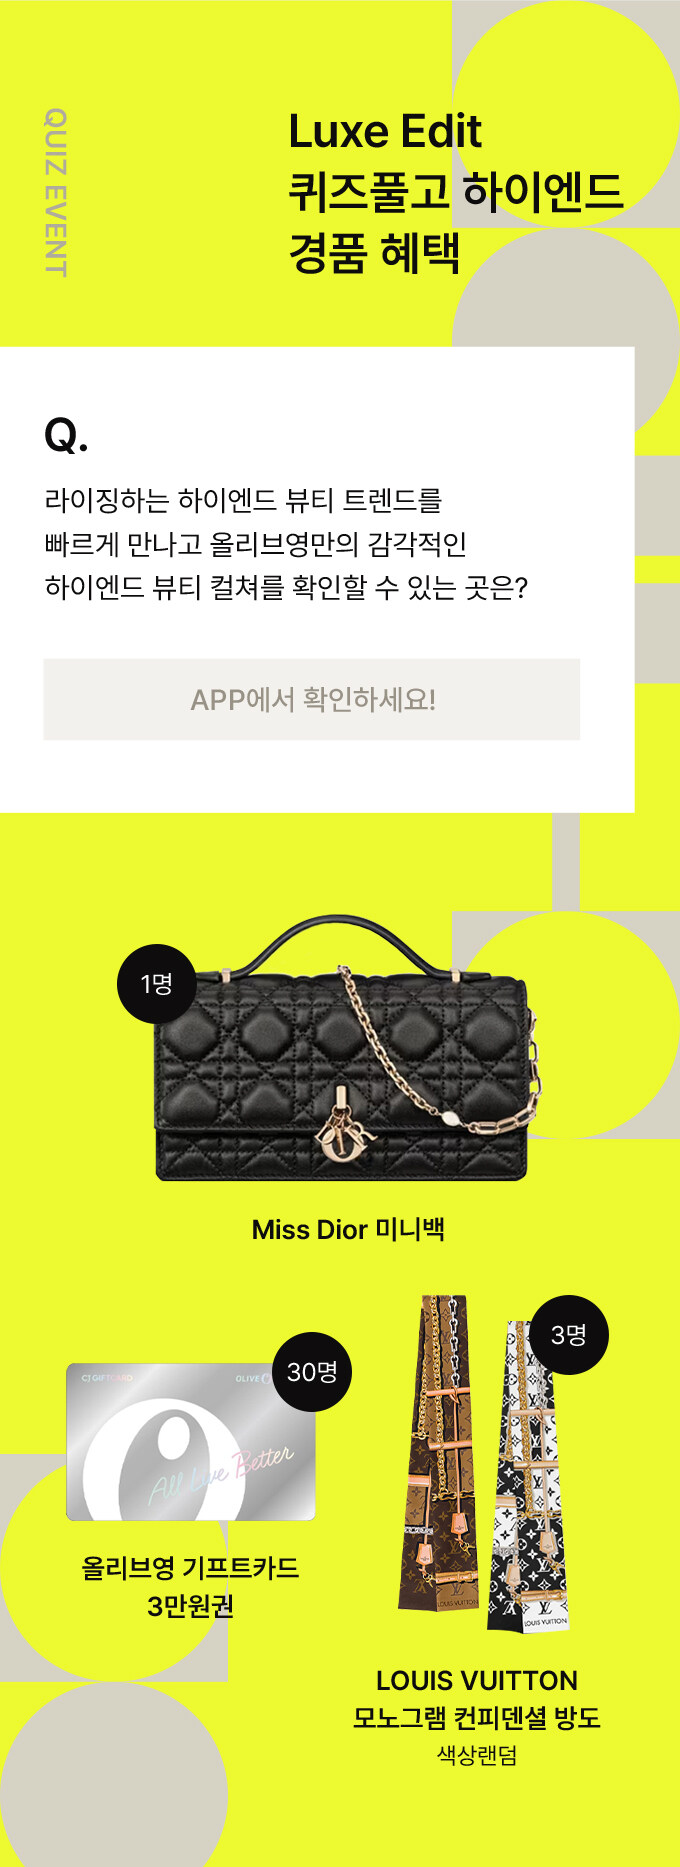 QUIZ EVENT
Luxe Edit
퀴즈풀고 하이엔드
경품 혜택
Q.
라이징하는 하이엔드 뷰티 트렌드를
빠르게 만나고 올리브영만의 감각적인
하이엔드 뷰티 컬쳐를 확인할 수 있는 곳은?
APP에서 확인하세요!
1명
Miss Dior 미니백
30명
CJ GIFTCARD
OLIVE
All Live Better
올리브영 기프트카드
3만원권
3명
LOUIS VUITTON
LOUIS VUITTON
LOUIS VUITTON
모노그램 컨피덴셜 방도
색상랜덤